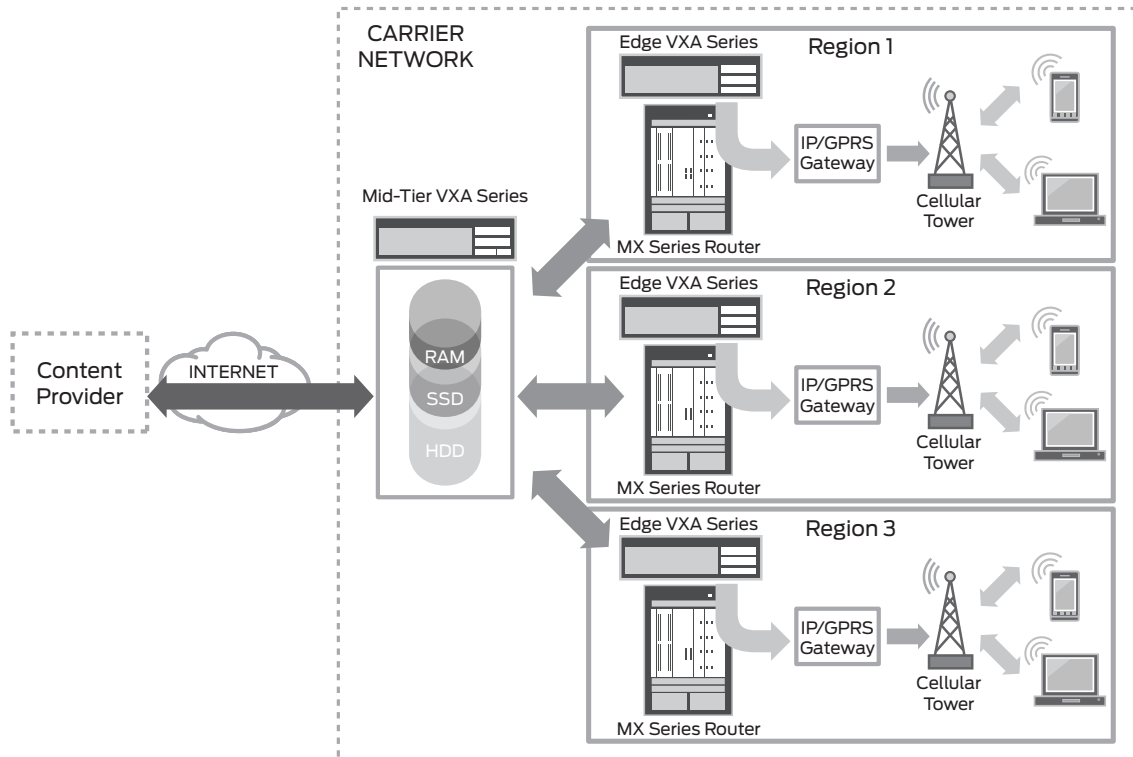 CARRIER
NETWORK
Content
Provider
INTERNET
Mid-Tier VXA Series
RAM
SSD
HDD
Edge VXA Series
Region 1
MX Series Router
IP/GPRS
Gateway
Cellular
Tower
Edge VXA Series
Region 2
MX Series Router
IP/GPRS
Gateway
Cellular
Tower
Edge VXA Series
Region 3
MX Series Router
IP/GPRS
Gateway
Cellular
Tower